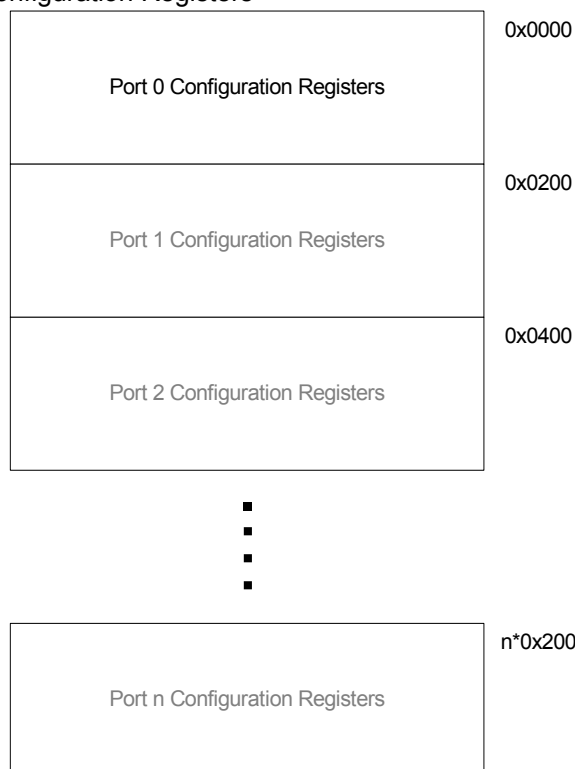 Registers
0x0000
Port 0 Configuration Registers
0x0200
Port 1 Configuration Registers
0x0400
Port 2 Configuration Registers
n*0x200
Port n Configuration Registers